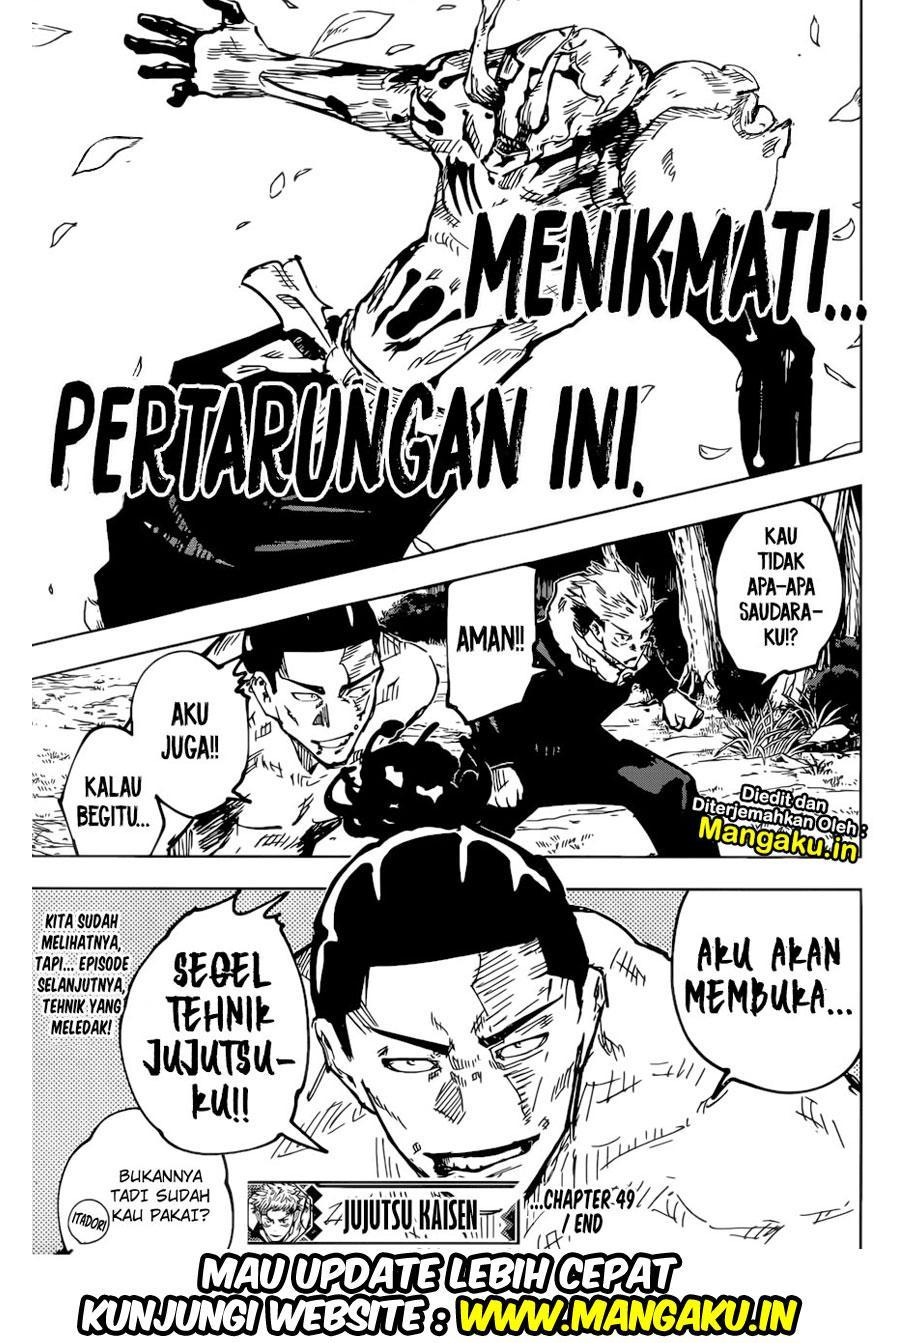 MENIKMATI...
PERTARUNGAN INI.
KAU
TIDAK
APA-APA
SAUDARA-
KU!?
AMAN!!
AKU
JUGA!!
KALAU
BEGITU...
Diedit dan
Diterjemahkan Oleh :
Mangaku.in
AKU AKAN
MEMBUKA...
SEGEL
TEHNIK
JUJUTSU-
KU!!
KITA SUDAH
MELIHATNYA,
TAPI... EPISODE
SELANJUTNYA,
TEHNIK YANG
MELEDAK!
BUKANNYA
TADI SUDAH
KAU PAKAI?
ITADORI
JUJUTSU KAISEN
...CHAPTER 49
/ END
MAU UPDATE LEBIH CEPAT
KUNJUNGI WEBSITE : WWW.MANGAKU.IN